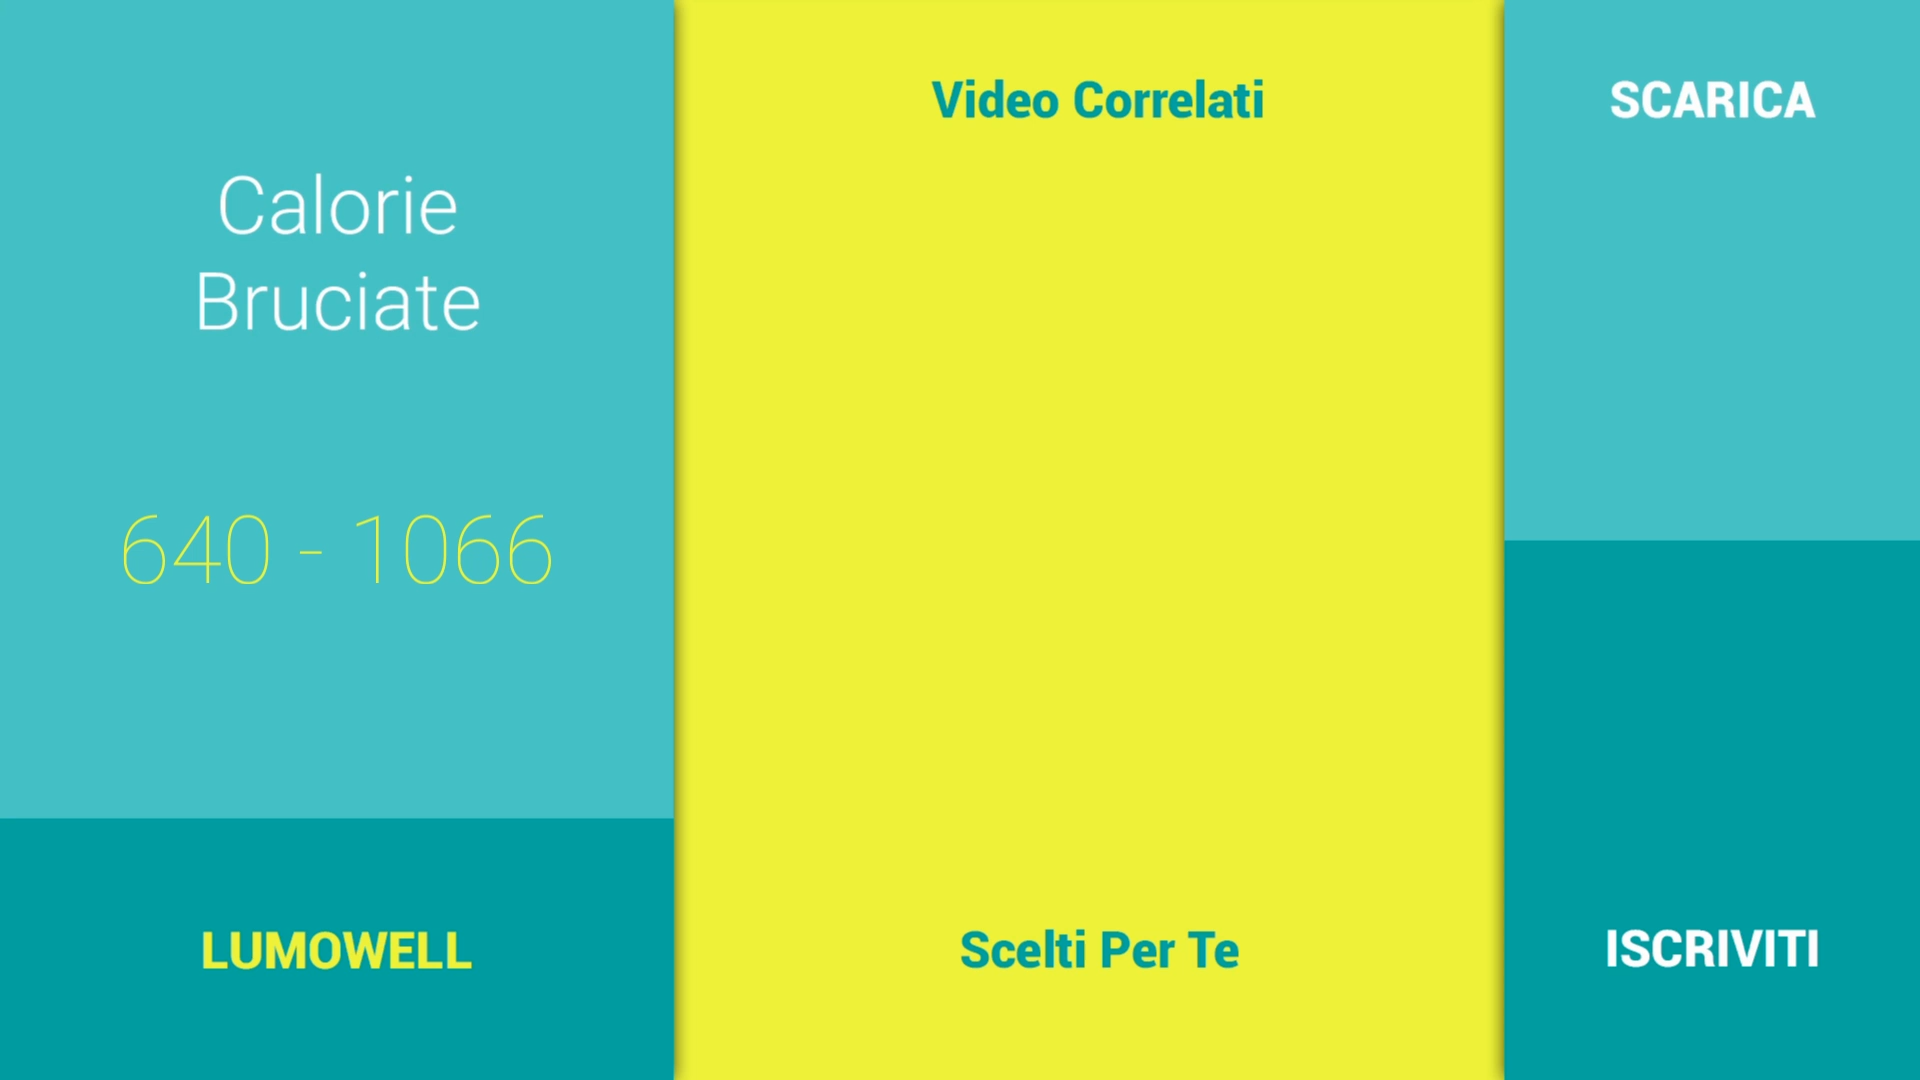 Calorie
Bruciate
640 - 1066
LUMOWELL
Video Correlati
Scelti Per Te
SCARICA
ISCRIVITI